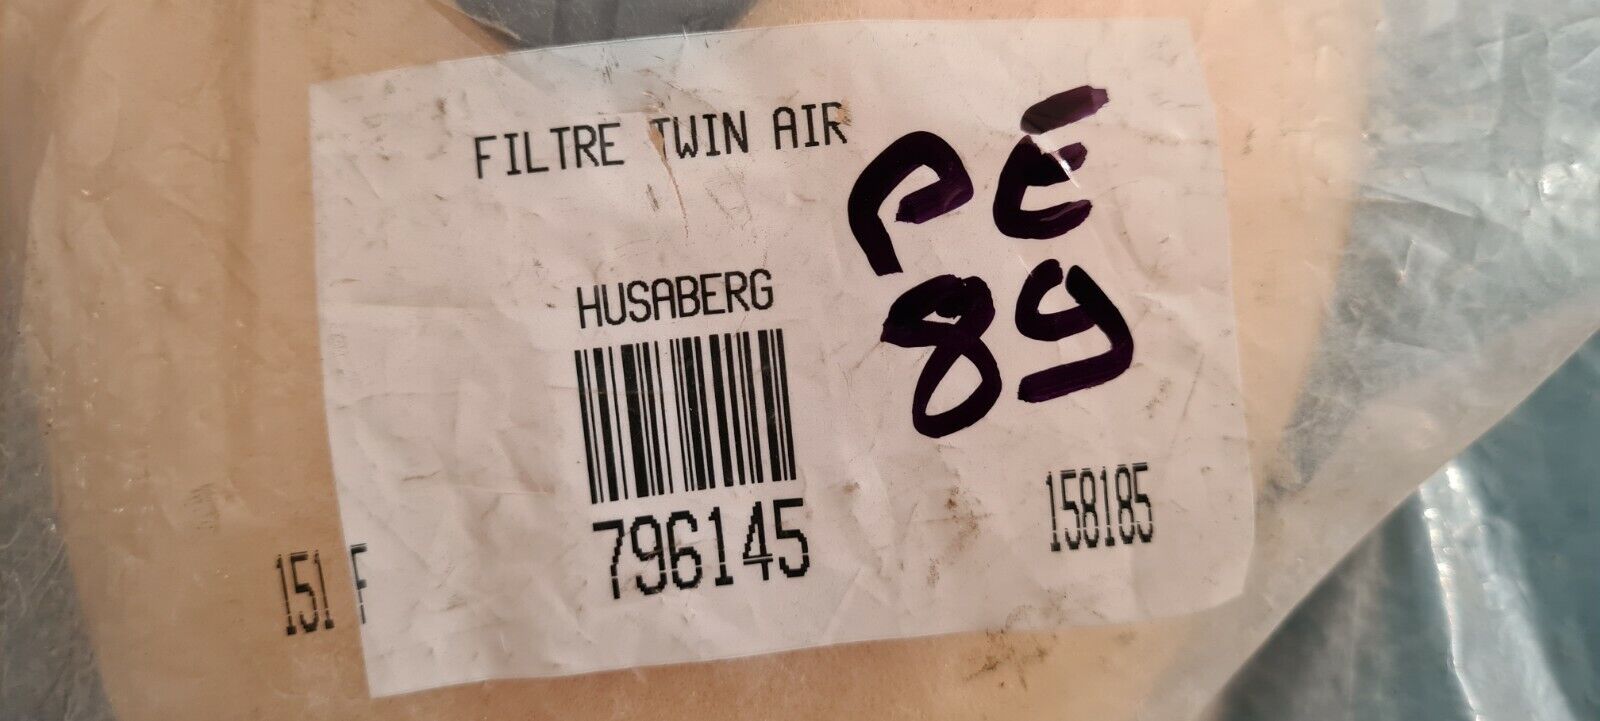 FILTRE TWIN AIR
PE
89
HUSABERG
796145
158185
151 F